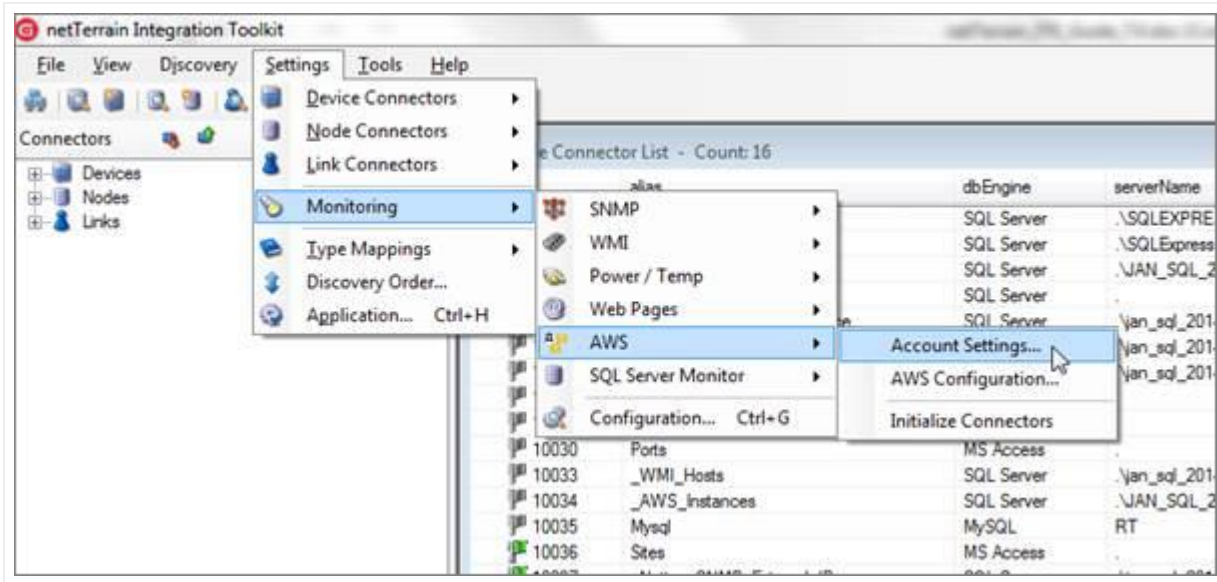 netTerrain Integration Toolkit
File View Discovery Settings Tools Help
Connectors
Devices
Nodes
Links
Device Connectors
Node Connectors
Link Connectors
Monitoring
Type Mappings
Discovery Order...
Application... Ctrl+H
SNMP
WMI
Power / Temp
Web Pages
AWS
SQL Server Monitor
Configuration... Ctrl+G
Account Settings...
AWS Configuration...
Initialize Connectors
e Connector List - Count: 16
alias dbEngine serverName
SQL Server .\SQLEXPRE
SQL Server .\SQLExpress
SQL Server .\JAN_SQL_2
SQL Server .
SQL Server .\jan_sql_201
.\jan_sql_201
.\jan_sql_201
10030 Ports MS Access .
10033 _WMI_Hosts SQL Server .\jan_sql_201
10034 _AWS_Instances SQL Server .\JAN_SQL_2
10035 Mysql MySQL RT
10036 Sites MS Access .